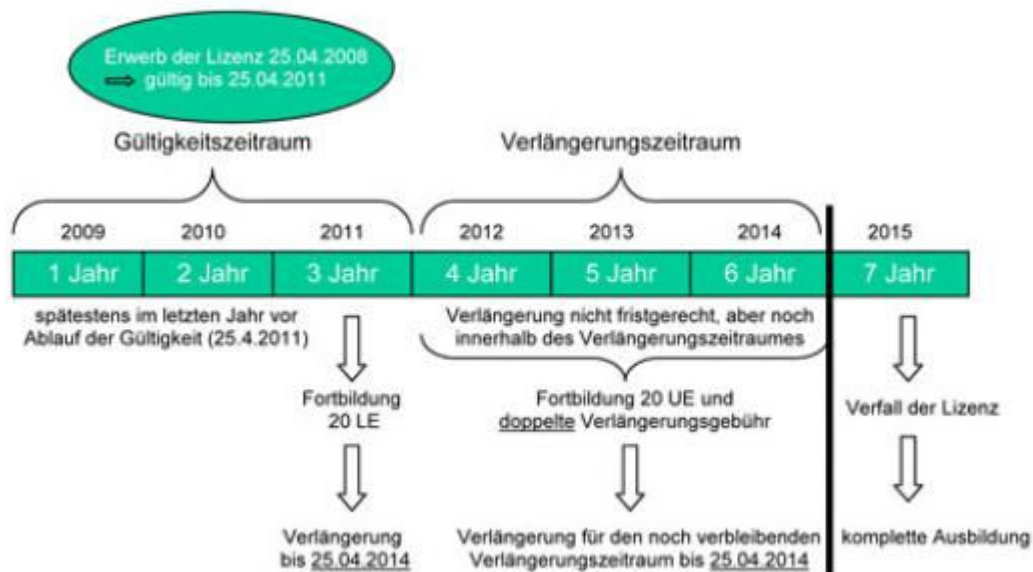 Erwerb der Lizenz 25.04.2008
gültig bis 25.04.2011
Gültigkeitszeitraum
Verlängerungszeitraum
2009 2010 2011 2012 2013 2014 2015
1 Jahr 2 Jahr 3 Jahr 4 Jahr 5 Jahr 6 Jahr 7 Jahr
spätestens im letzten Jahr vor
Ablauf der Gültigkeit (25.4.2011)
Verlängerung nicht fristgerecht, aber noch
innerhalb des Verlängerungszeitraumes
Fortbildung
20 LE
Fortbildung 20 UE und
doppelte Verlängerungsgebühr
Verfall der Lizenz
Verlängerung
bis 25.04.2014
Verlängerung für den noch verbleibenden
Verlängerungszeitraum bis 25.04.2014
komplette Ausbildung